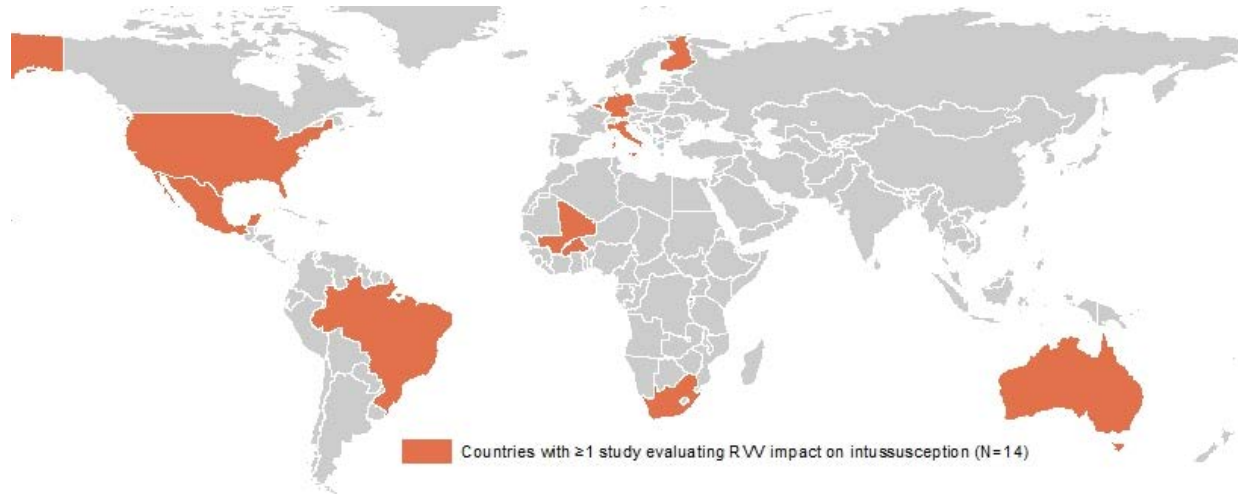 Countries with ≥1 study evaluating RVV impact on intussusception (N=14)